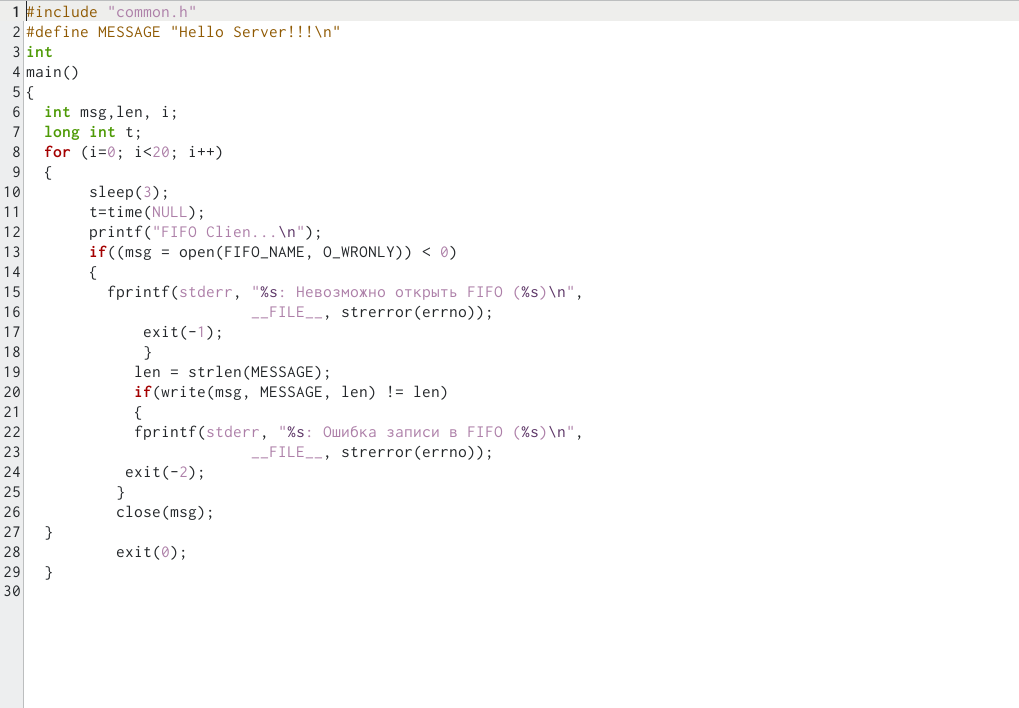 1 #include "common.h"
2 #define MESSAGE "Hello Server!!!\n"
3 int
4 main()
5 {
6   int msg,len, i;
7   long int t;
8   for (i=0; i<20; i++)
9   {
10        sleep(3);
11        t=time(NULL);
12        printf("FIFO Clien...\n");
13        if((msg = open(FIFO_NAME, O_WRONLY)) < 0)
14        {
15          fprintf(stderr, "%s: Невозможно открыть FIFO (%s)\n",
16                          __FILE__, strerror(errno));
17              exit(-1);
18              }
19             len = strlen(MESSAGE);
20             if(write(msg, MESSAGE, len) != len)
21             {
22             fprintf(stderr, "%s: Ошибка записи в FIFO (%s)\n",
23                          __FILE__, strerror(errno));
24            exit(-2);
25           }
26           close(msg);
27   }
28           exit(0);
29   }
30